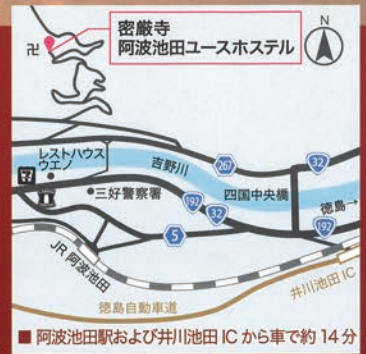 密厳寺
阿波池田ユースホステル
N
卍
レストハウス
ウエノ
吉野川
267
32
三好警察署
四国中央橋
192
32
徳島→
192
5
JR 阿波池田
井川池田 IC
徳島自動車道
■ 阿波池田駅および井川池田 IC から車で約 14 分